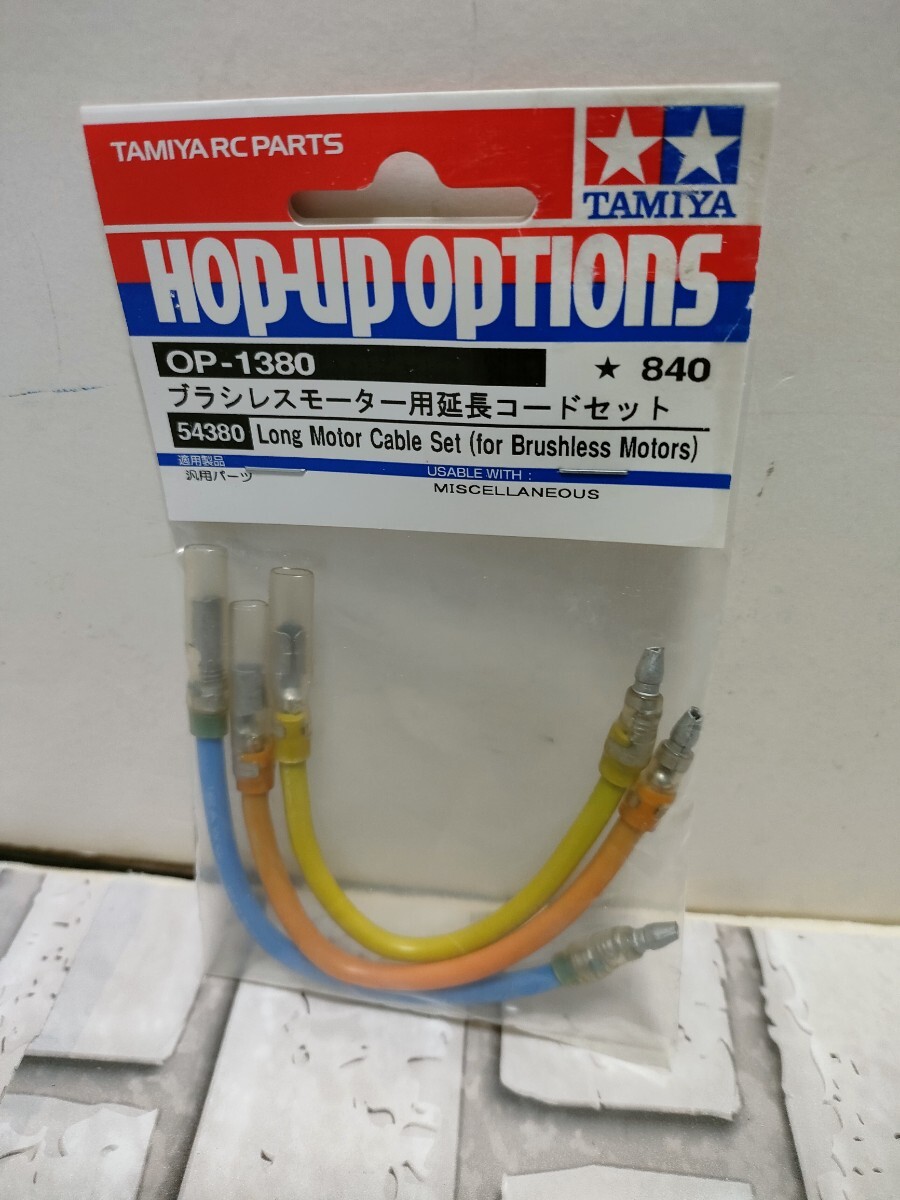 TAMIYA RC PARTS
TAMIYA
HOP-UP OPTIONS
OP-1380 ★ 840
ブラシレスモーター用延長コードセット
54380 Long Motor Cable Set (for Brushless Motors)
適用製品 USABLE WITH :
汎用パーツ MISCELLANEOUS